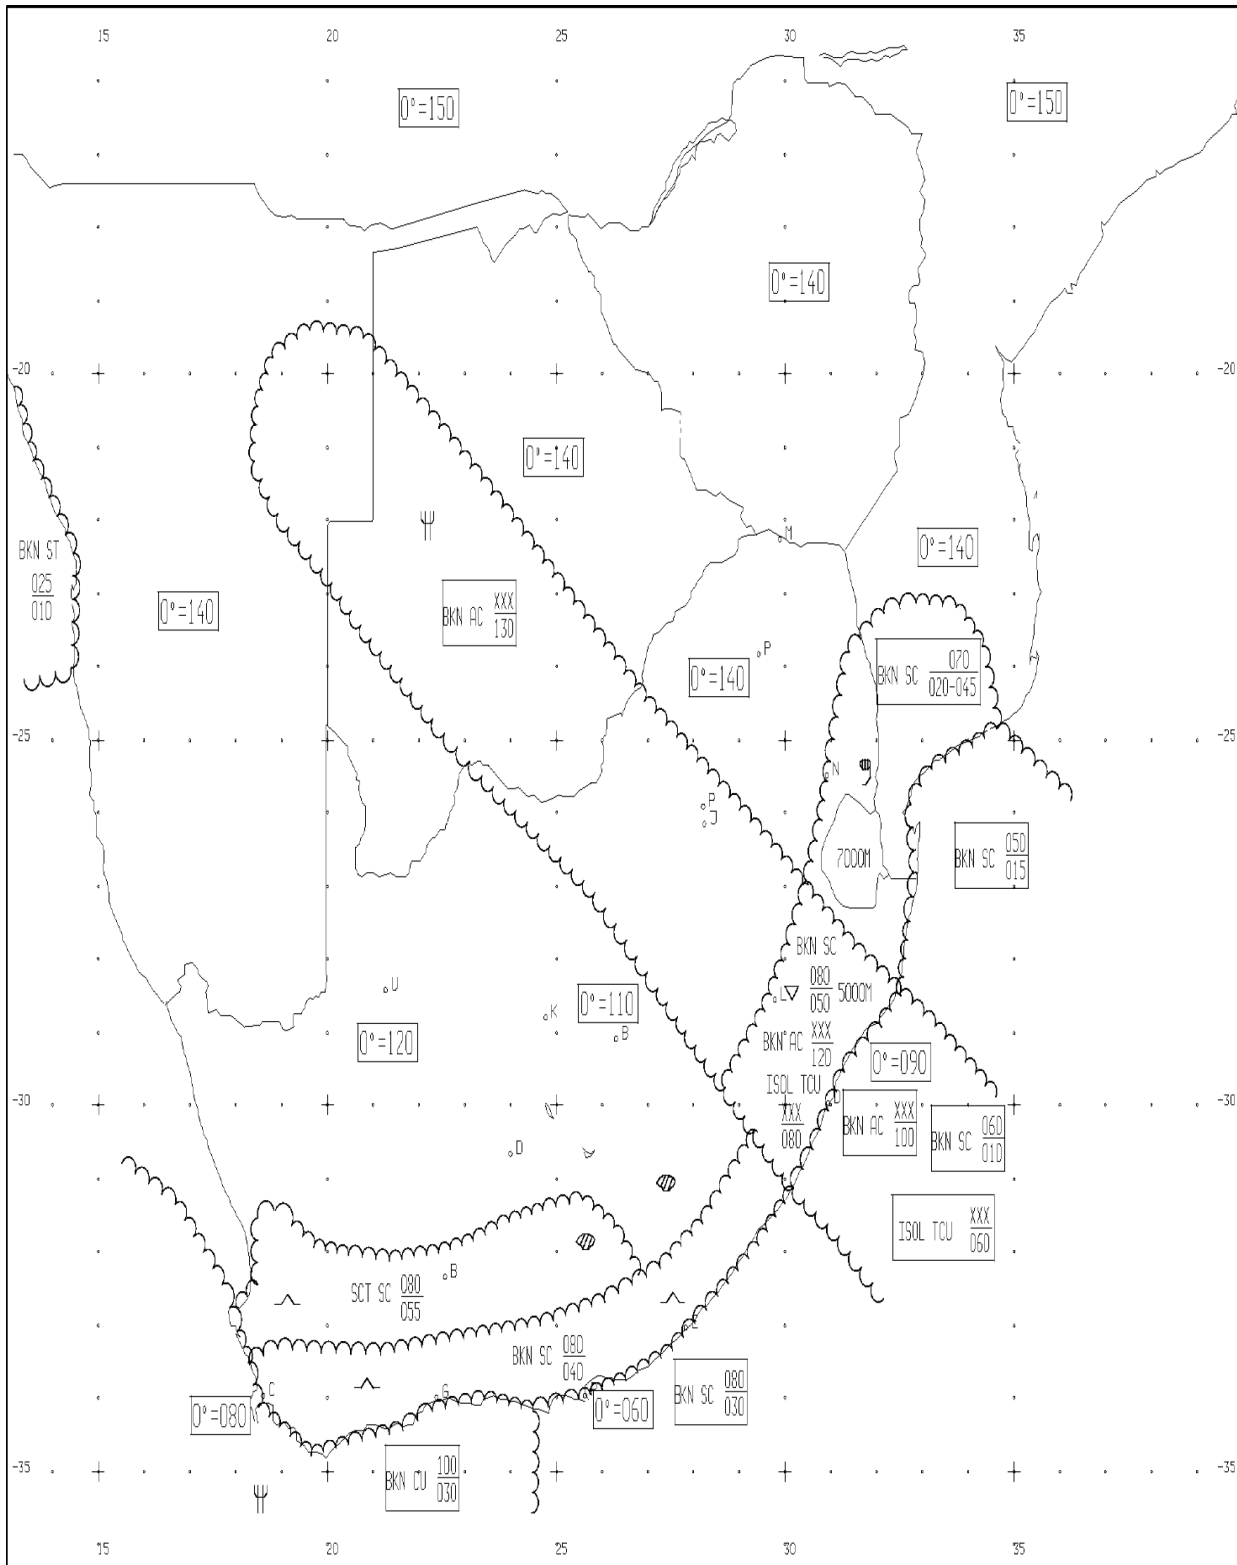 15 20 25 30 35
0°=150
0°=150
0°=140
-20 -20
0°=140
M
0°=140
BKN ST
025
010
BKN AC XXX
130
0°=140
P
0°=140
BKN SC 070
020-045
-25 -25
N
P
J
7000M
BKN SC 050
015
BKN SC
080
050 5000M
L
U
K
0°=110
B
0°=120
BKN AC XXX
120
0°=090
ISOL TCU
XXX
080
-30 -30
D
BKN AC XXX
100
BKN SC 060
010
D
ISOL TCU XXX
060
B
SCT SC 080
055
E
BKN SC 080
040
BKN SC 080
030
C
G
0°=080
0°=060
-35 -35
BKN CU 100
030
15 20 25 30 35